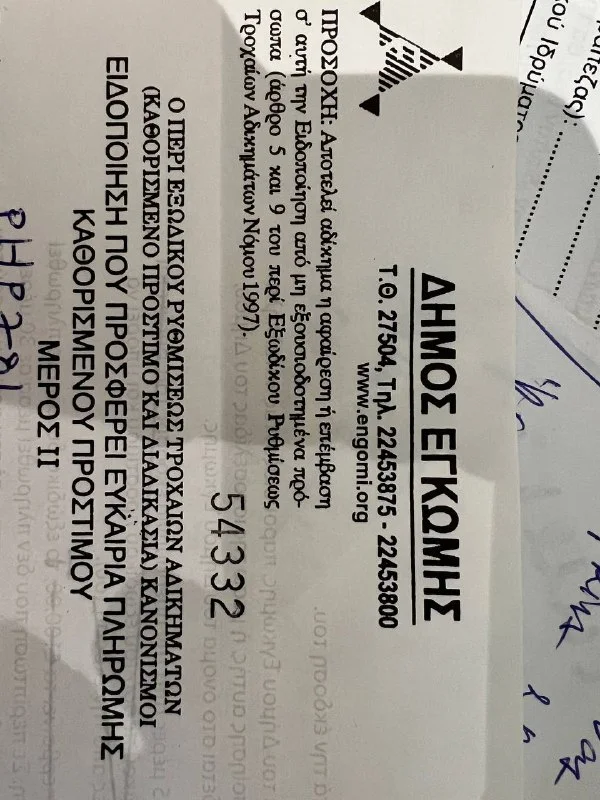 ΔΗΜΟΣ ΕΓΚΩΜΗΣ
Τ.Θ. 27504, Τηλ. 22453875 - 22453800
www.engomi.org
ΠΡΟΣΟΧΗ: Αποτελεί αδίκημα η αφαίρεση ή επέμβαση
σ' αυτή την Ειδοποίηση από μη εξουσιοδοτημένα πρό-
σωπα (άρθρο 5 και 9 του περί Εξωδίκου Ρυθμίσεως
Τροχαίων Αδικημάτων Νόμου 1997).
54332
Ο ΠΕΡΙ ΕΞΩΔΙΚΟΥ ΡΥΘΜΙΣΕΩΣ ΤΡΟΧΑΙΩΝ ΑΔΙΚΗΜΑΤΩΝ
(ΚΑΘΟΡΙΣΜΕΝΟ ΠΡΟΣΤΙΜΟ ΚΑΙ ΔΙΑΔΙΚΑΣΙΑ) ΚΑΝΟΝΙΣΜΟΙ
ΕΙΔΟΠΟΙΗΣΗ ΠΟΥ ΠΡΟΣΦΕΡΕΙ ΕΥΚΑΙΡΙΑ ΠΛΗΡΩΜΗΣ
ΚΑΘΟΡΙΣΜΕΝΟΥ ΠΡΟΣΤΙΜΟΥ
ΜΕΡΟΣ ΙΙ